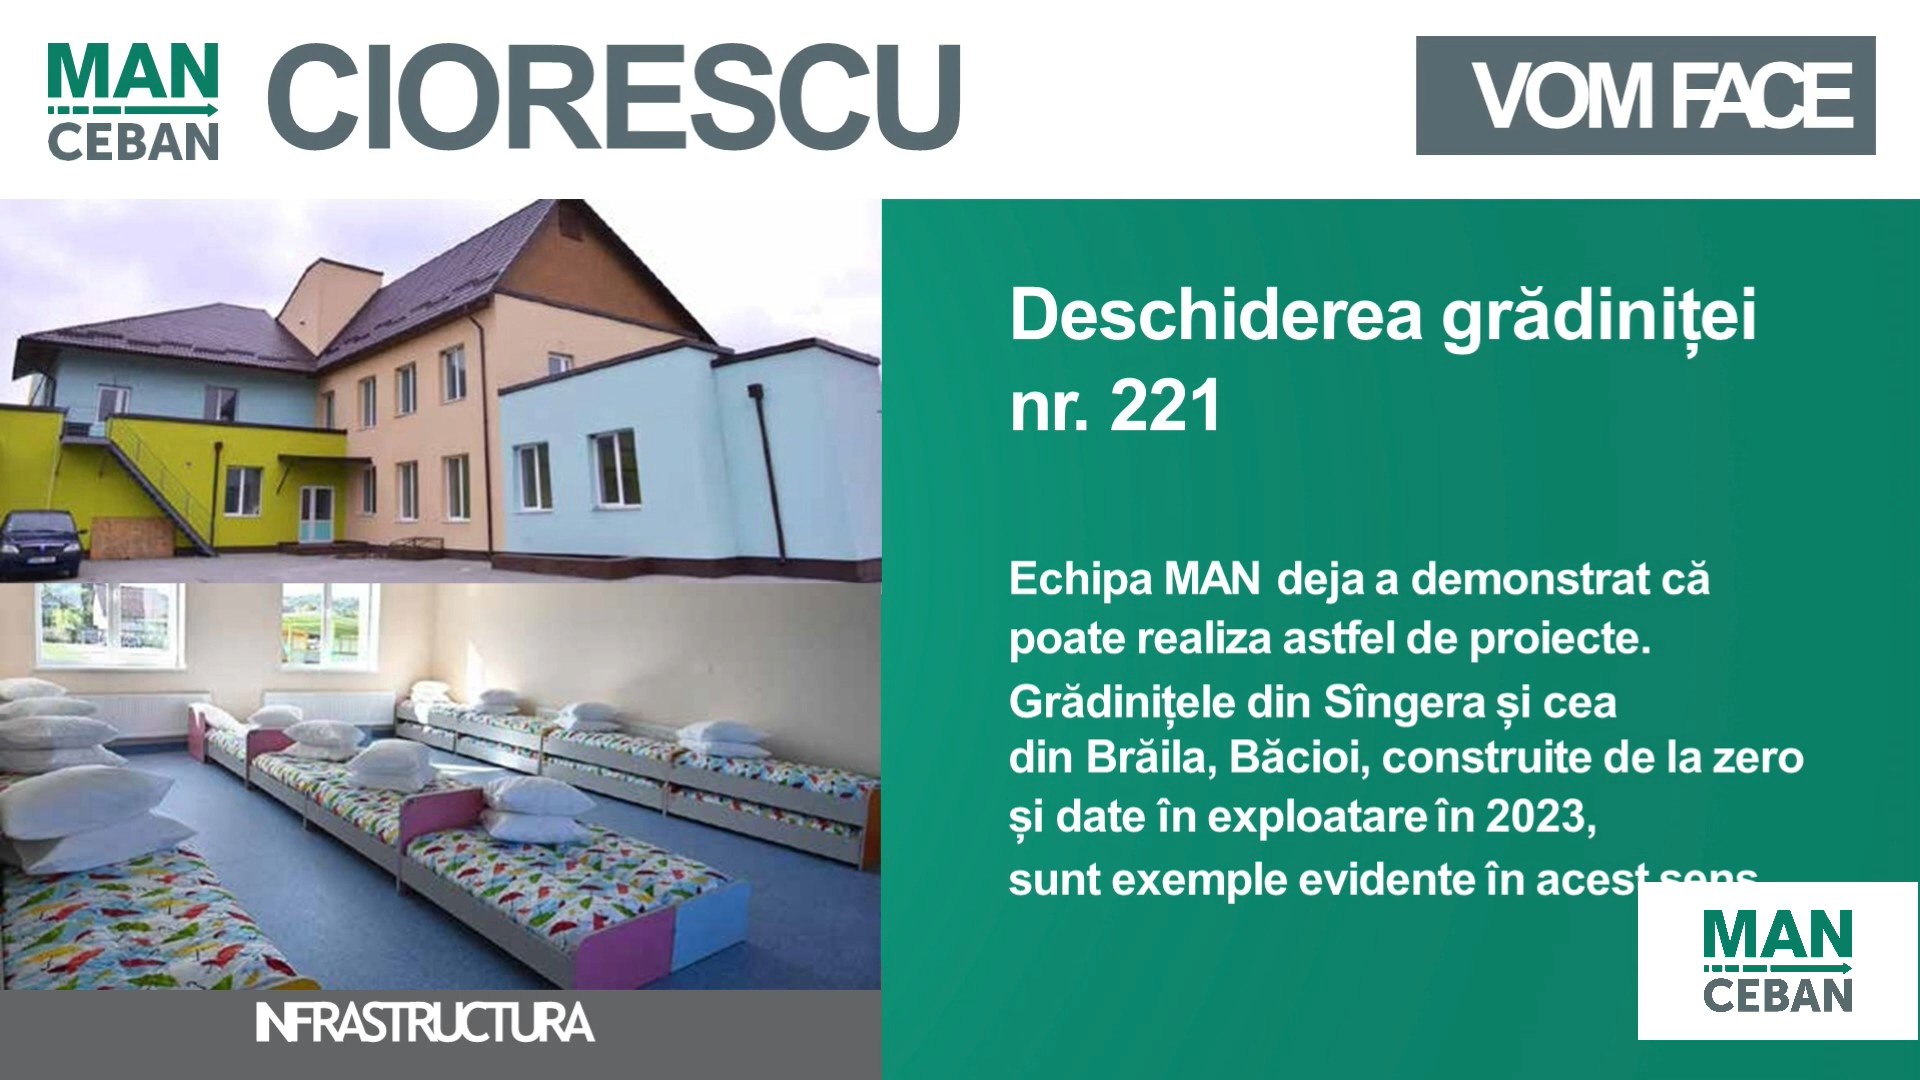 MAN
CEBAN
CIORESCU
VOM FACE
Deschiderea grădiniței
nr. 221
Echipa MAN deja a demonstrat că
poate realiza astfel de proiecte.
Grădinițele din Sîngera și cea
din Brăila, Băcioi, construite de la zero
și date în exploatare în 2023,
sunt exemple evidente în acest sens
INFRASTRUCTURA
MAN
CEBAN